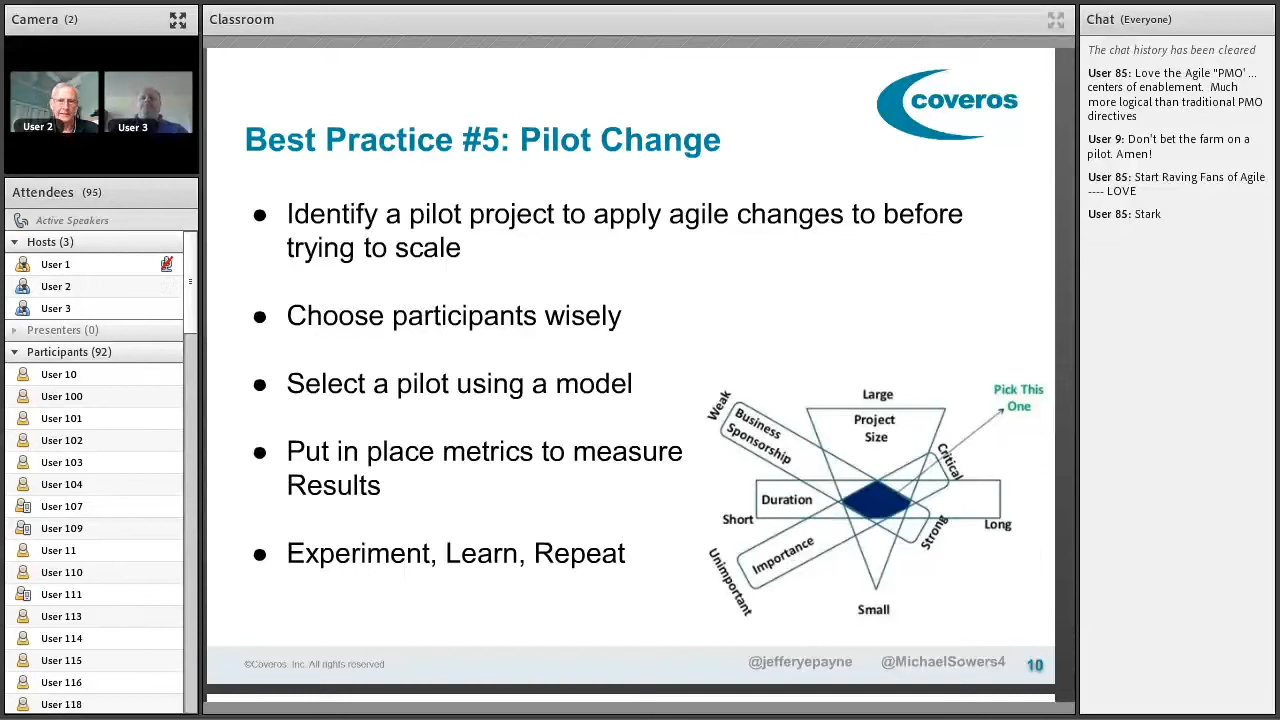 Camera (2)
User 2
User 3
Attendees (95)
Active Speakers
Hosts (3)
User 1
User 2
User 3
Presenters (0)
Participants (92)
User 10
User 100
User 101
User 102
User 103
User 104
User 107
User 109
User 11
User 110
User 111
User 113
User 114
User 115
User 116
User 118
Classroom
coveros
Best Practice #5: Pilot Change
● Identify a pilot project to apply agile changes to before
trying to scale
● Choose participants wisely
● Select a pilot using a model
● Put in place metrics to measure
Results
● Experiment, Learn, Repeat
Pick This
One
Large
Project
Size
Weak
Business
Sponsorship
Critical
Duration
Short
Long
Strong
Importance
Unimportant
Small
©Coveros, Inc. All rights reserved
@jefferyepayne
@MichaelSowers4
10
Chat (Everyone)
The chat history has been cleared
User 85: Love the Agile "PMO' ...
centers of enablement. Much
more logical than traditional PMO
directives
User 9: Don't bet the farm on a
pilot. Amen!
User 85: Start Raving Fans of Agile
---- LOVE
User 85: Stark